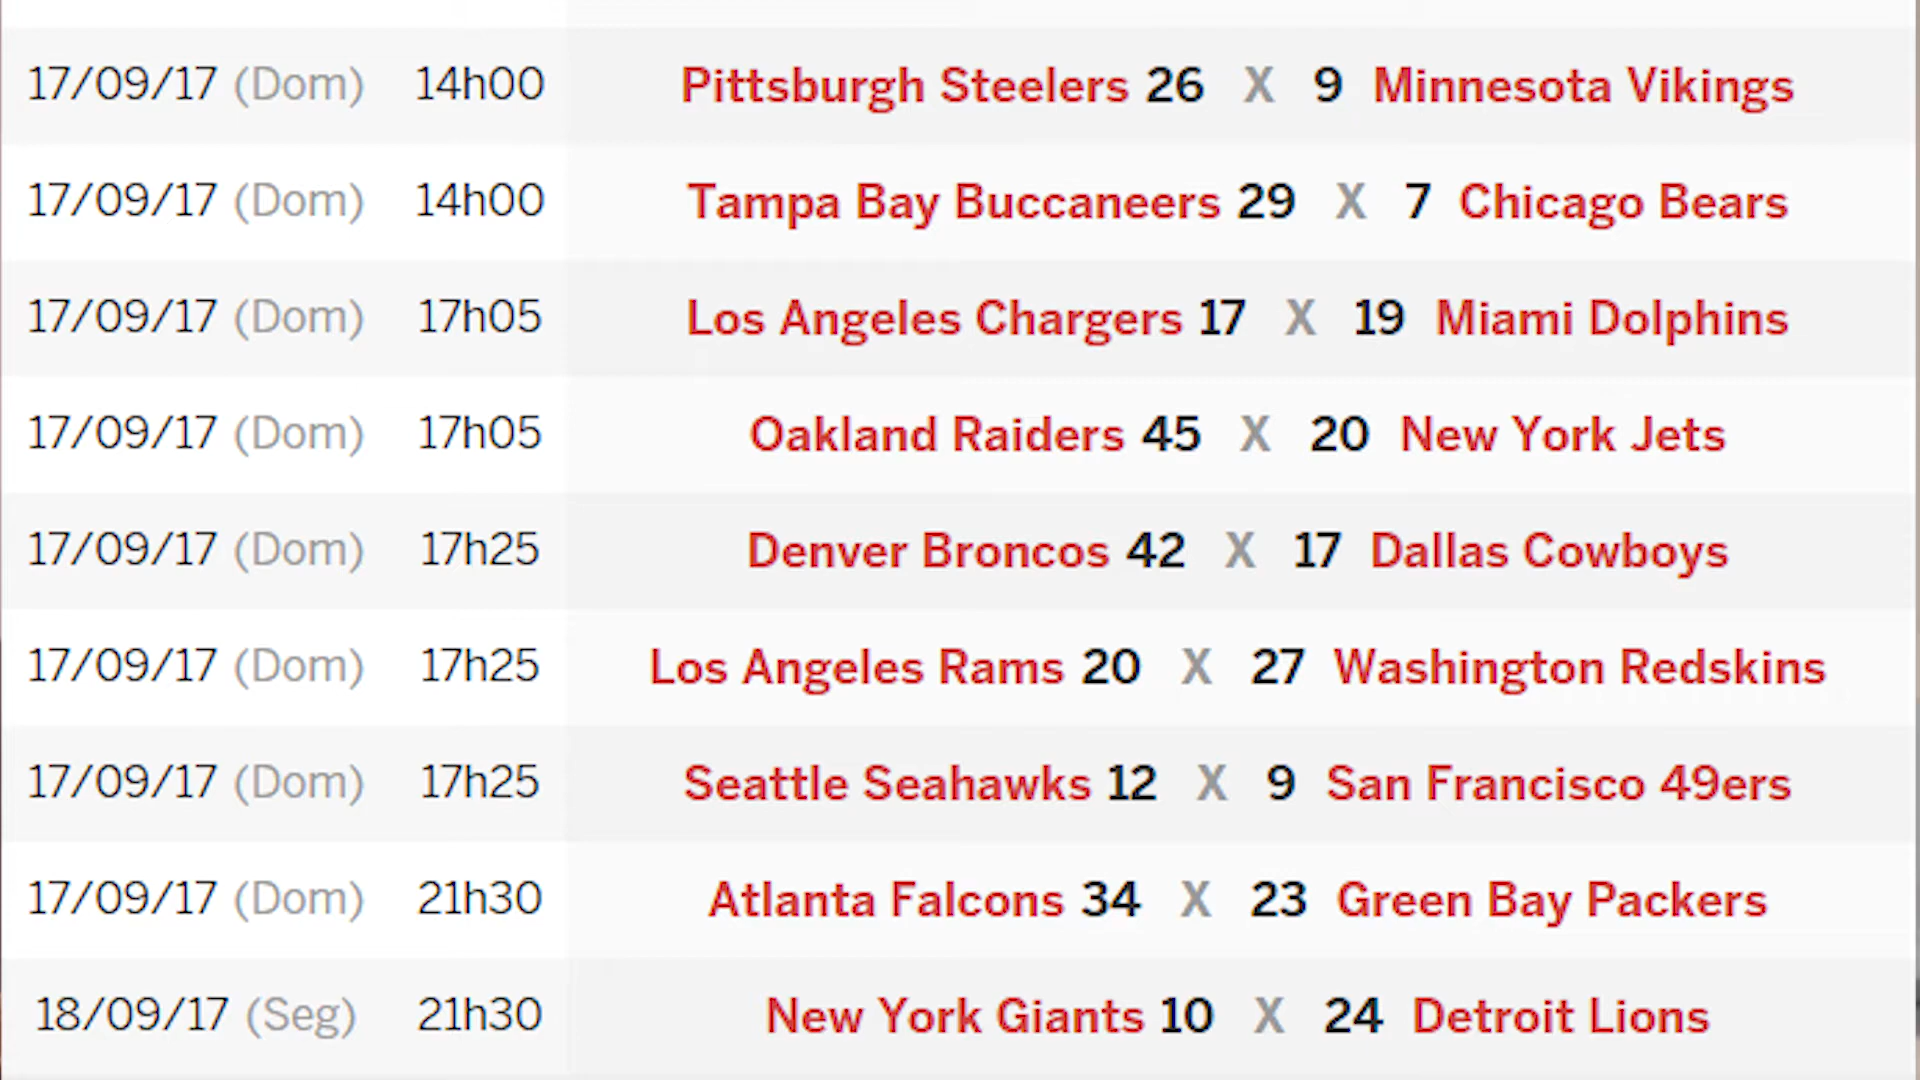 17/09/17 (Dom) 14h00 Pittsburgh Steelers 26 X 9 Minnesota Vikings
17/09/17 (Dom) 14h00 Tampa Bay Buccaneers 29 X 7 Chicago Bears
17/09/17 (Dom) 17h05 Los Angeles Chargers 17 X 19 Miami Dolphins
17/09/17 (Dom) 17h05 Oakland Raiders 45 X 20 New York Jets
17/09/17 (Dom) 17h25 Denver Broncos 42 X 17 Dallas Cowboys
17/09/17 (Dom) 17h25 Los Angeles Rams 20 X 27 Washington Redskins
17/09/17 (Dom) 17h25 Seattle Seahawks 12 X 9 San Francisco 49ers
17/09/17 (Dom) 21h30 Atlanta Falcons 34 X 23 Green Bay Packers
18/09/17 (Seg) 21h30 New York Giants 10 X 24 Detroit Lions